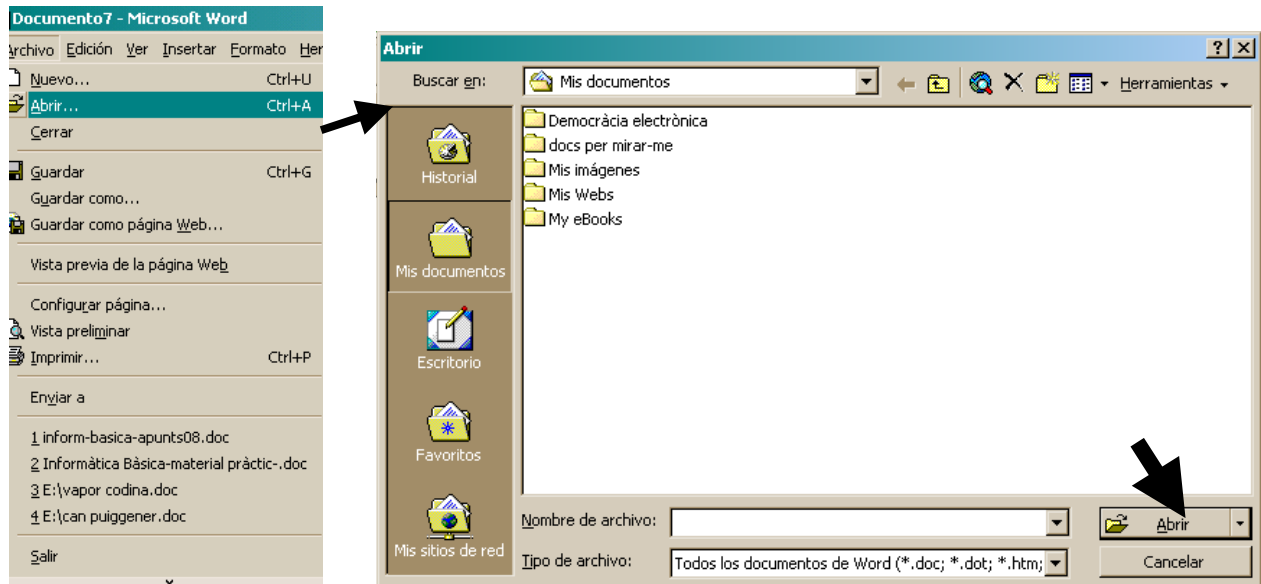 Documento7 - Microsoft Word
Archivo Edición Ver Insertar Formato Her
Nuevo... Ctrl+U
Abrir... Ctrl+A
Cerrar
Guardar Ctrl+G
Guardar como...
Guardar como página Web...
Vista previa de la página Web
Configurar página...
Vista preliminar
Imprimir... Ctrl+P
Enviar a
1 inform-basica-apunts08.doc
2 Informàtica Bàsica-material pràctic-.doc
3 E:\vapor codina.doc
4 E:\can puiggener.doc
Salir
Abrir
Buscar en: Mis documentos Herramientas
Historial
Mis documentos
Escritorio
Favoritos
Mis sitios de red
Democràcia electrònica
docs per mirar-me
Mis imágenes
Mis Webs
My eBooks
Nombre de archivo: Abrir
Tipo de archivo: Todos los documentos de Word (*.doc; *.dot; *.htm; Cancelar